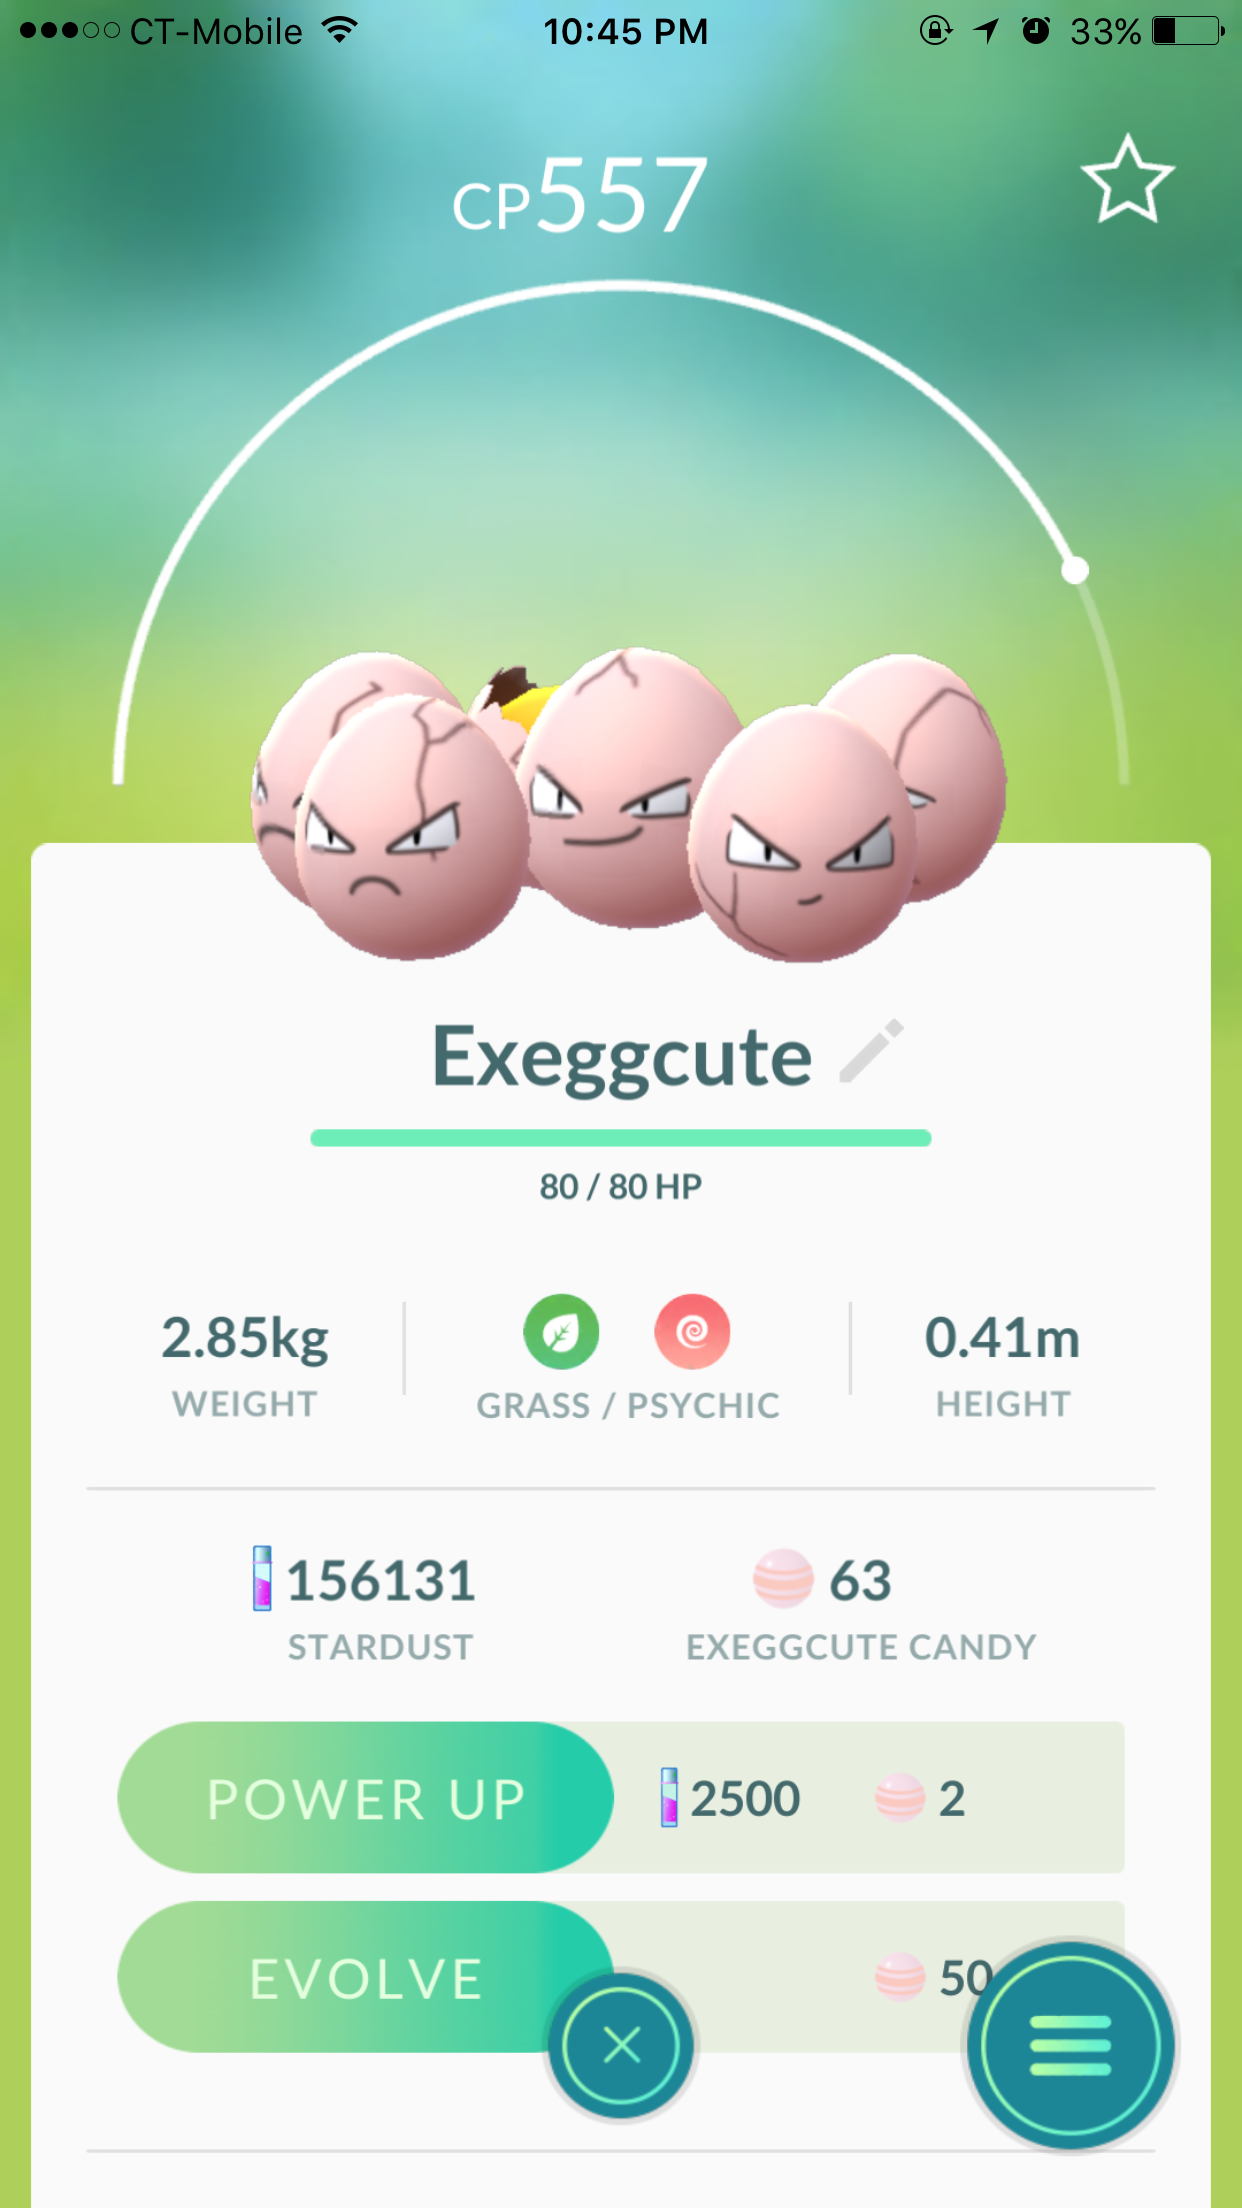 CT-Mobile 10:45 PM 33%
CP557
Exeggcute
80 / 80 HP
2.85kg
WEIGHT
GRASS / PSYCHIC
0.41m
HEIGHT
156131
STARDUST
63
EXEGGCUTE CANDY
POWER UP 2500 2
EVOLVE 50